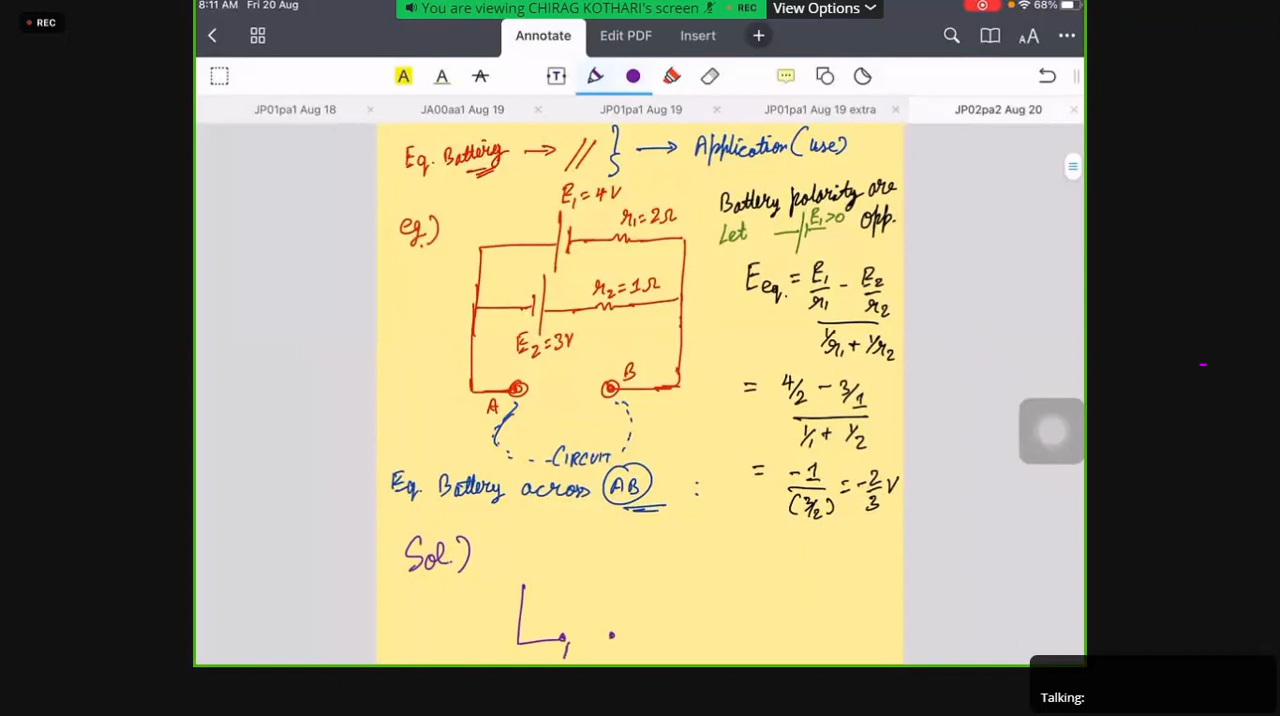 8:11 AM Fri 20 Aug
You are viewing CHIRAG KOTHARI's screen
REC
View Options
68%
REC
Annotate
Edit PDF
Insert
+
AA
A
A
A
T
JP01pa1 Aug 18
JA00aa1 Aug 19
JP01pa1 Aug 19
JP01pa1 Aug 19 extra
JP02pa2 Aug 20
Eq. Battery → // } → Application (use)
eg.)
E₁ = 4V
r₁ = 2Ω
r₂ = 1Ω
E₂ = 3V
A
B
CIRCUIT
Eq. Battery across AB :
Battery polarity are
opp.
Let E₁>0
Eeq. = (E₁/r₁ - E₂/r₂) / (1/r₁ + 1/r₂)
= (4/2 - 3/1) / (1/1 + 1/2)
= -1/(3/2) = -2/3 V
Sol.)
Talking: